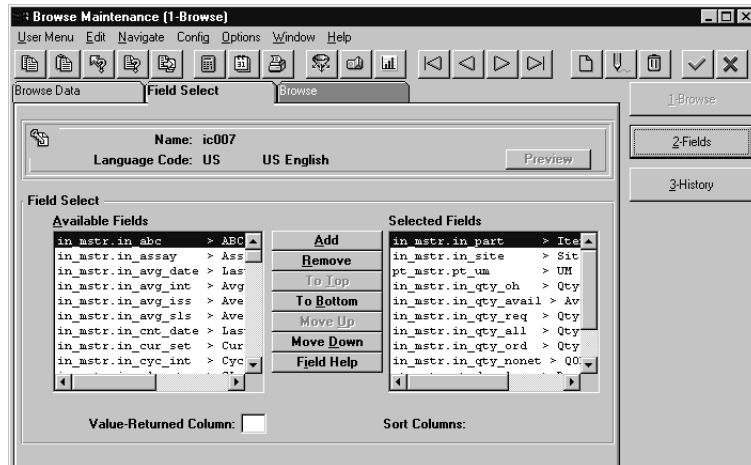 Browse Maintenance (1-Browse)
User Menu Edit Navigate Config Options Window Help
Browse Data Field Select Browse
1-Browse
Name: ic007
2-Fields
Language Code: US US English Preview
3-History
Field Select
Available Fields Selected Fields
in_mstr.in_abc > ABC Add in_mstr.in_part > Ite
in_mstr.in_assay > Ass Remove in_mstr.in_site > Sit
in_mstr.in_avg_date > Las To Top pt_mstr.pt_um > UM
in_mstr.in_avg_int > Avg To Bottom in_mstr.in_qty_oh > Qty
in_mstr.in_avg_iss > Ave in_mstr.in_qty_avail > Av
in_mstr.in_avg_sls > Ave Move Up in_mstr.in_qty_req > Qty
in_mstr.in_cnt_date > Las in_mstr.in_qty_all > Qty
in_mstr.in_cur_set > Cur Move Down in_mstr.in_qty_ord > Qty
in_mstr.in_cyc_int > Cyc Field Help in_mstr.in_qty_nonet > QO
Value-Returned Column: Sort Columns: